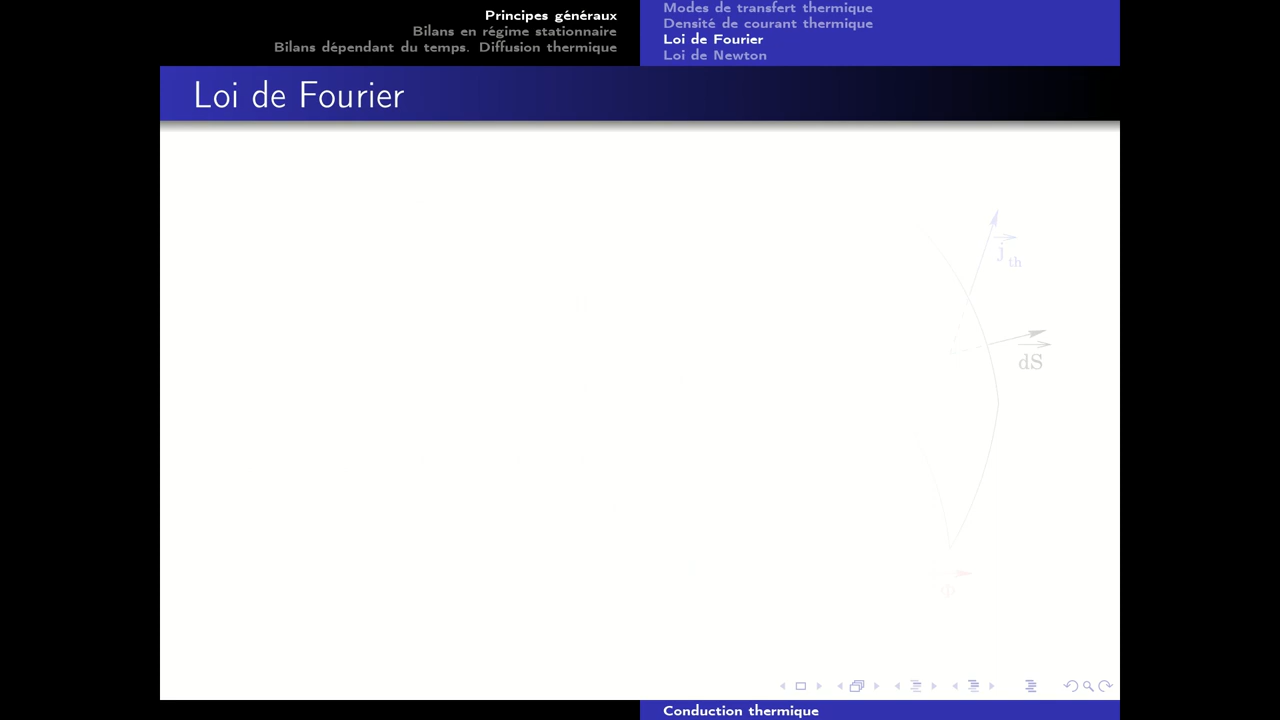 Principes généraux
Bilans en régime stationnaire
Bilans dépendant du temps. Diffusion thermique
Modes de transfert thermique
Densité de courant thermique
Loi de Fourier
Loi de Newton
Loi de Fourier
j th
dS
Φ
Conduction thermique